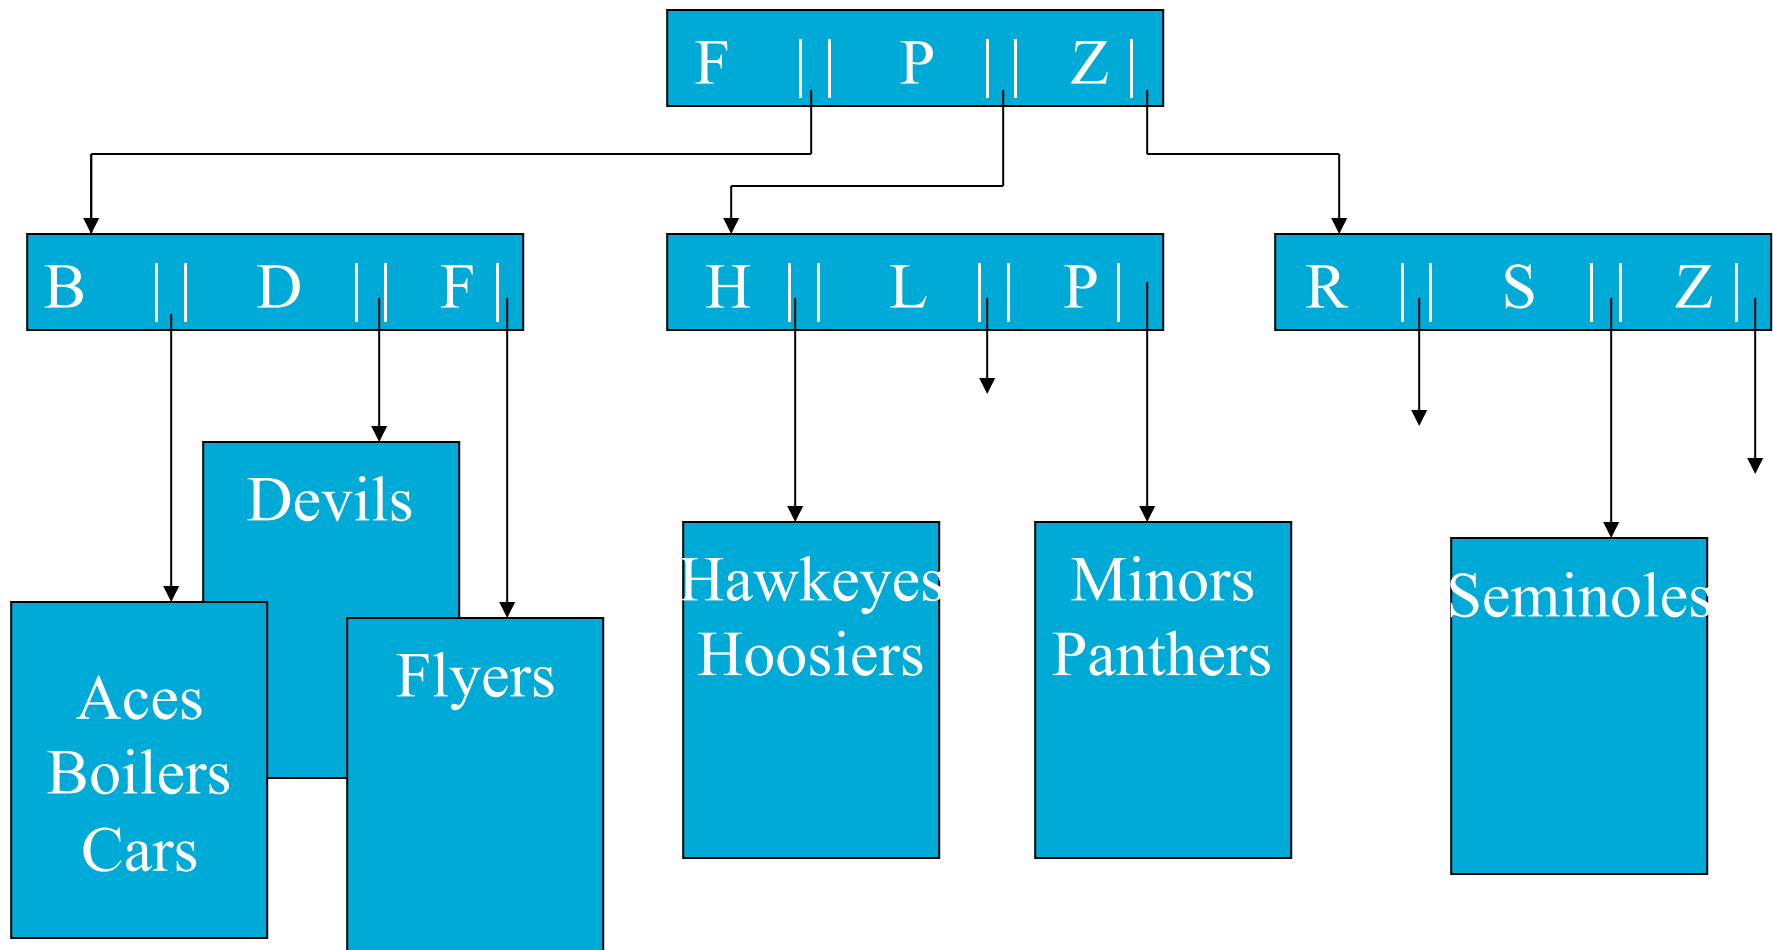 F || P || Z |
B || D || F |
H || L || P |
R || S || Z |
Devils
Aces
Boilers
Cars
Flyers
Hawkeyes
Hoosiers
Minors
Panthers
Seminoles